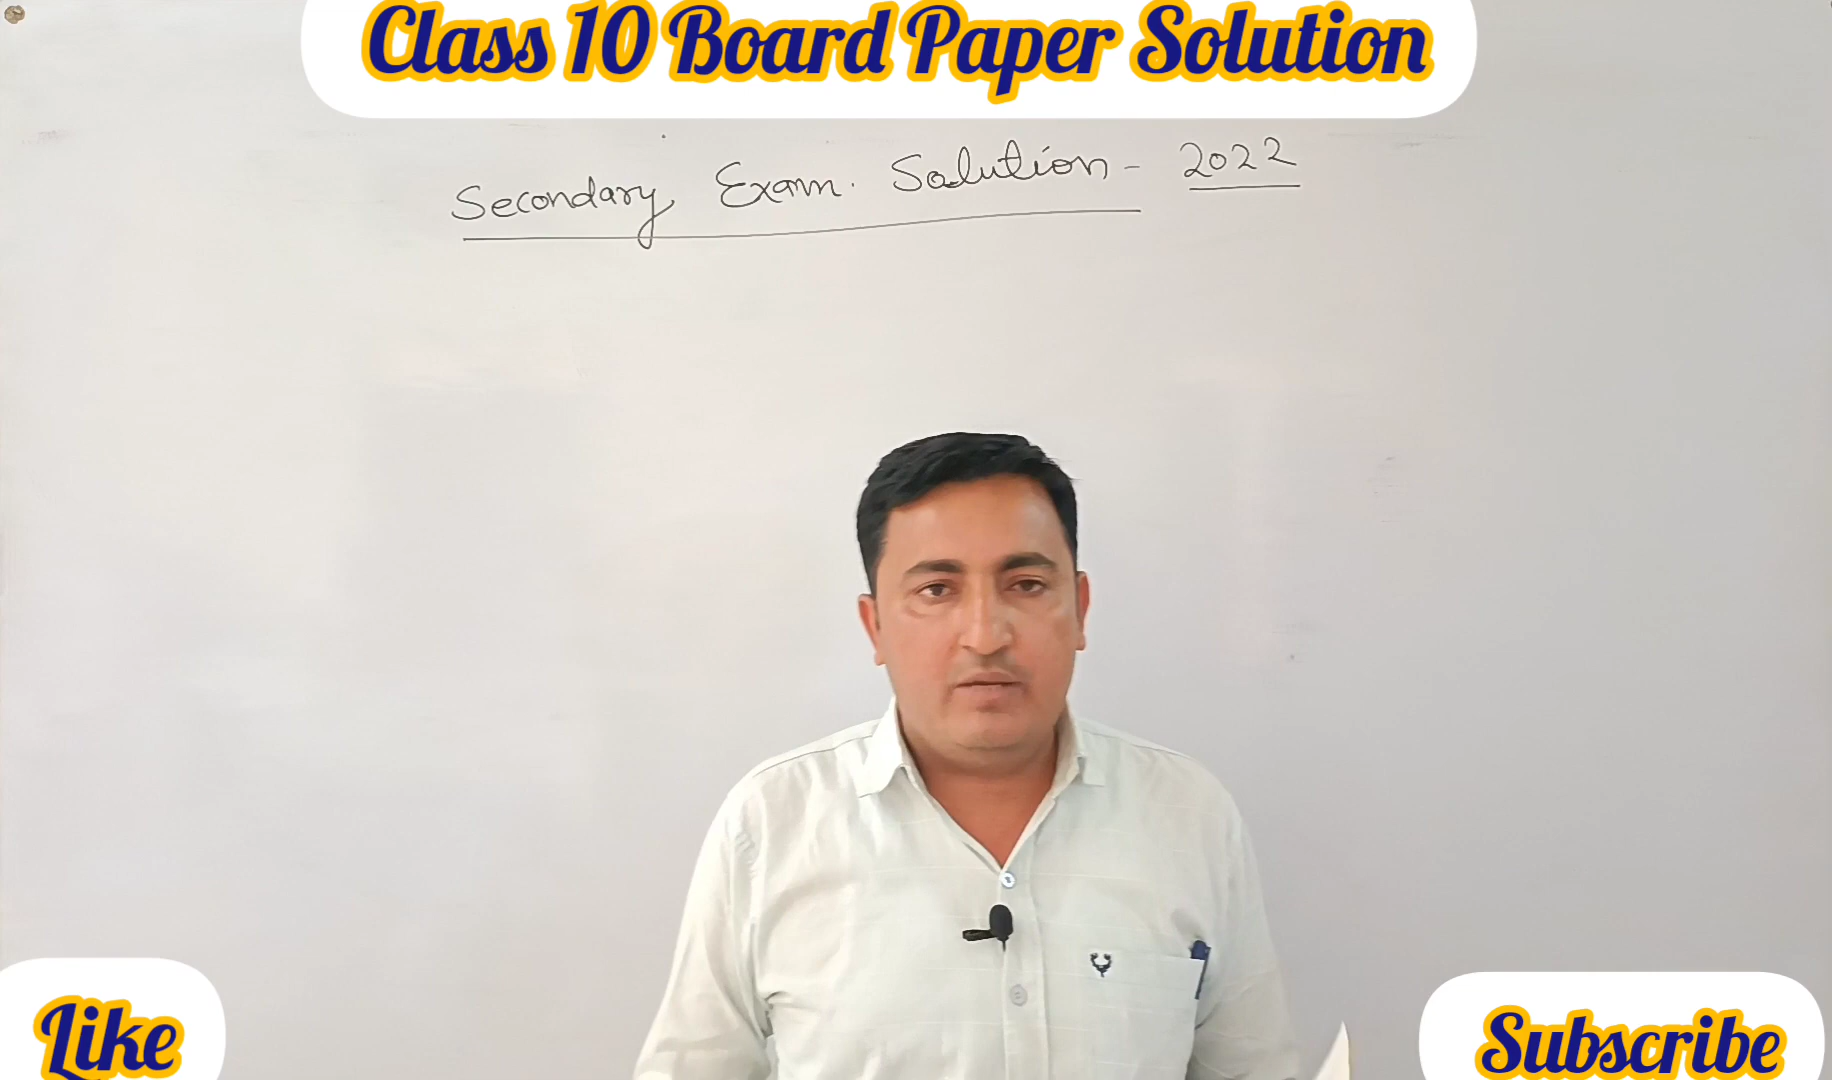 Class 10 Board Paper Solution
Secondary Exam. Solution - 2022
Like
Subscribe